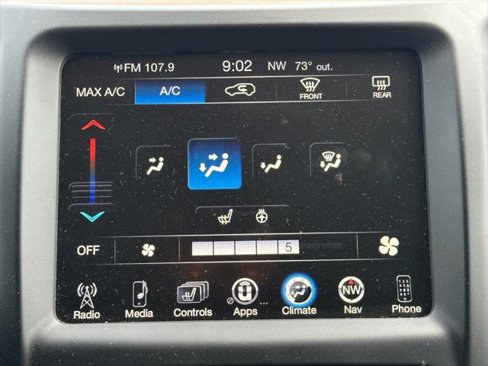 FM 107.9 9:02 NW 73° out.
MAX A/C A/C FRONT REAR
OFF 5
Radio Media Controls Apps Climate NW Nav Phone